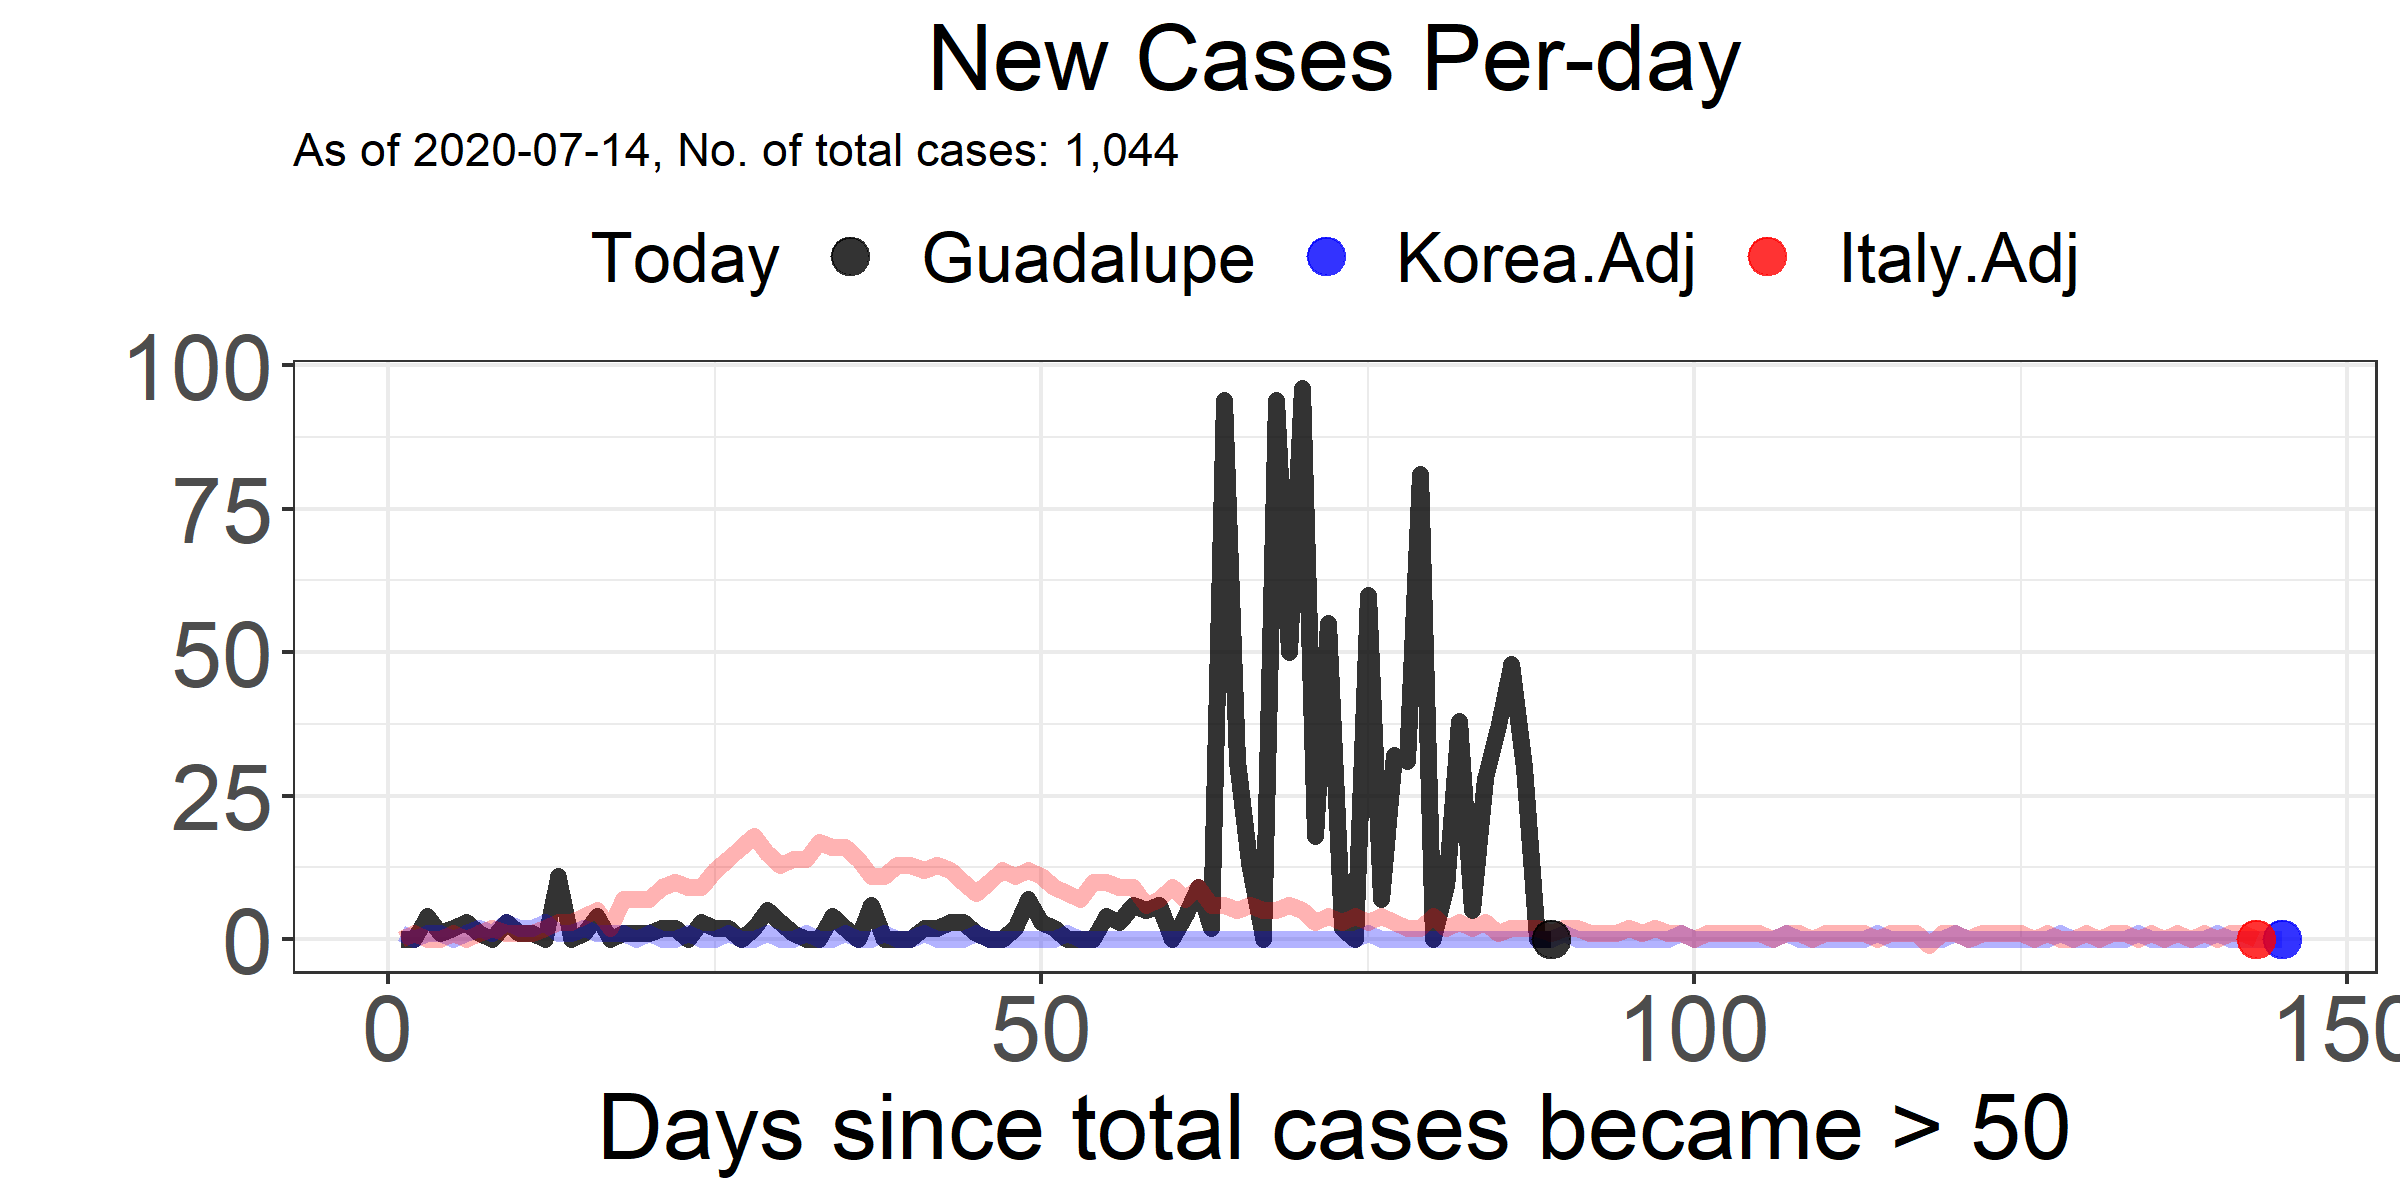 New Cases Per-day
As of 2020-07-14, No. of total cases: 1,044
Today Guadalupe Korea.Adj Italy.Adj
100
75
50
25
0
0 50 100 150
Days since total cases became > 50